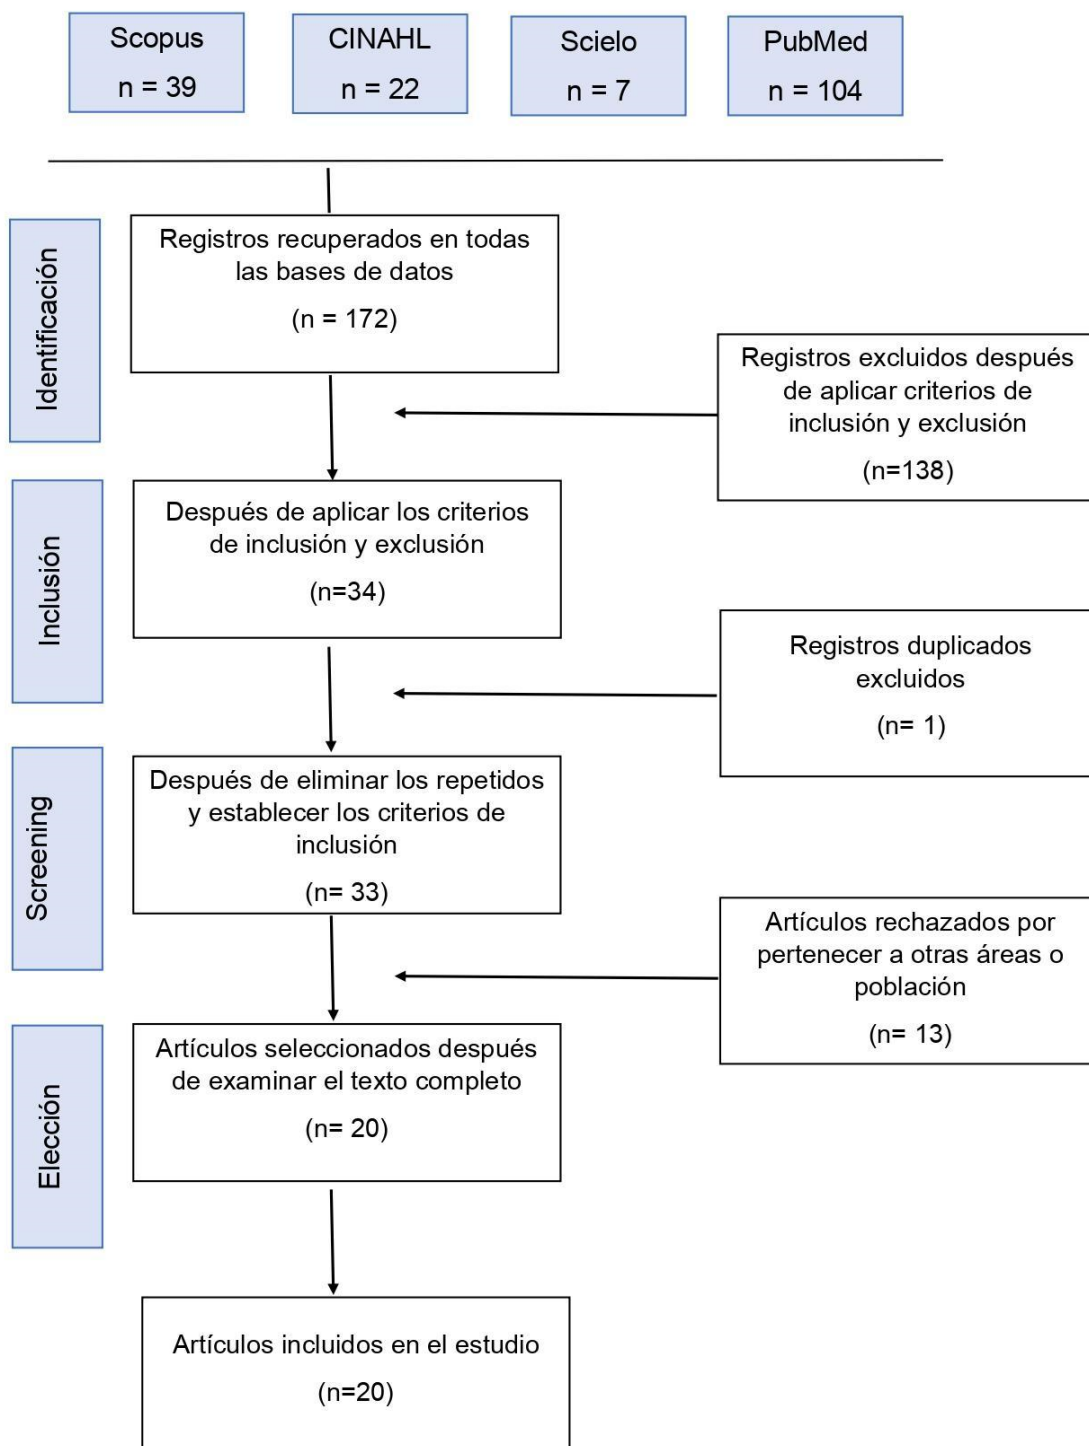 Scopus
n = 39
CINAHL
n = 22
Scielo
n = 7
PubMed
n = 104
Identificación
Registros recuperados en todas
las bases de datos
(n = 172)
Registros excluidos después
de aplicar criterios de
inclusión y exclusión
(n=138)
Inclusión
Después de aplicar los criterios
de inclusión y exclusión
(n=34)
Registros duplicados
excluidos
(n= 1)
Screening
Después de eliminar los repetidos
y establecer los criterios de
inclusión
(n= 33)
Artículos rechazados por
pertenecer a otras áreas o
población
(n= 13)
Elección
Artículos seleccionados después
de examinar el texto completo
(n= 20)
Artículos incluidos en el estudio
(n=20)